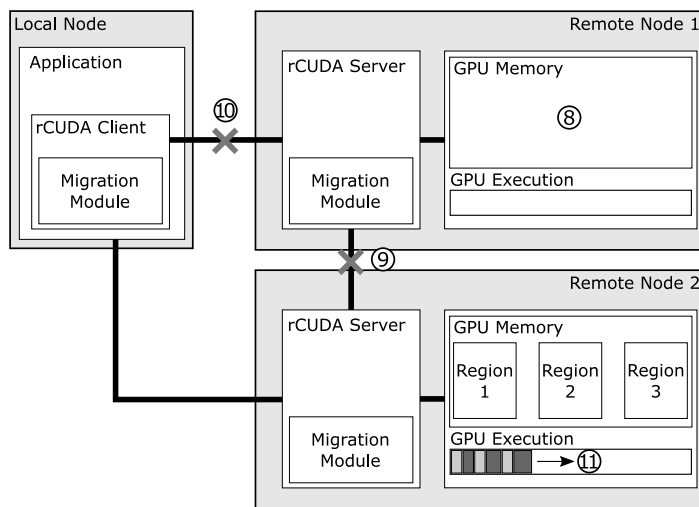 Local Node
Application
rCUDA Client
Migration
Module
⑩
Remote Node 1
rCUDA Server
Migration
Module
GPU Memory
⑧
GPU Execution
⑨
Remote Node 2
rCUDA Server
Migration
Module
GPU Memory
Region
1
Region
2
Region
3
GPU Execution
⑪